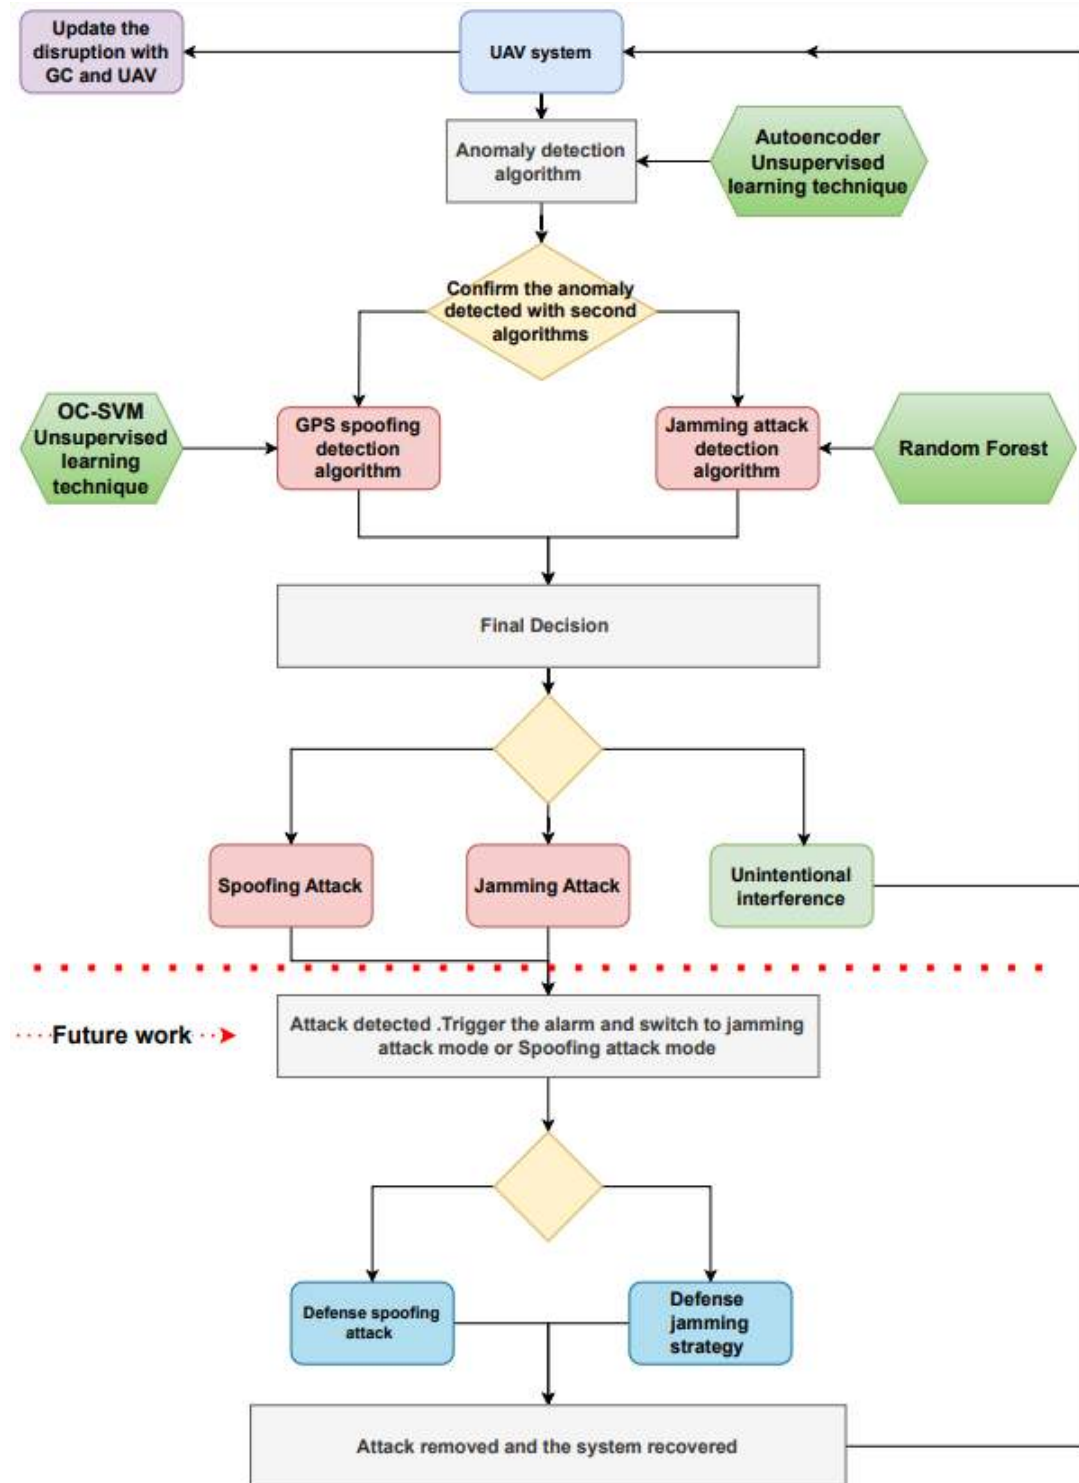 Update the
disruption with
GC and UAV
UAV system
Anomaly detection
algorithm
Autoencoder
Unsupervised
learning technique
Confirm the anomaly
detected with second
algorithms
OC-SVM
Unsupervised
learning
technique
GPS spoofing
detection
algorithm
Jamming attack
detection
algorithm
Random Forest
Final Decision
Spoofing Attack
Jamming Attack
Unintentional
interference
Future work
Attack detected .Trigger the alarm and switch to jamming
attack mode or Spoofing attack mode
Defense spoofing
attack
Defense
jamming
strategy
Attack removed and the system recovered